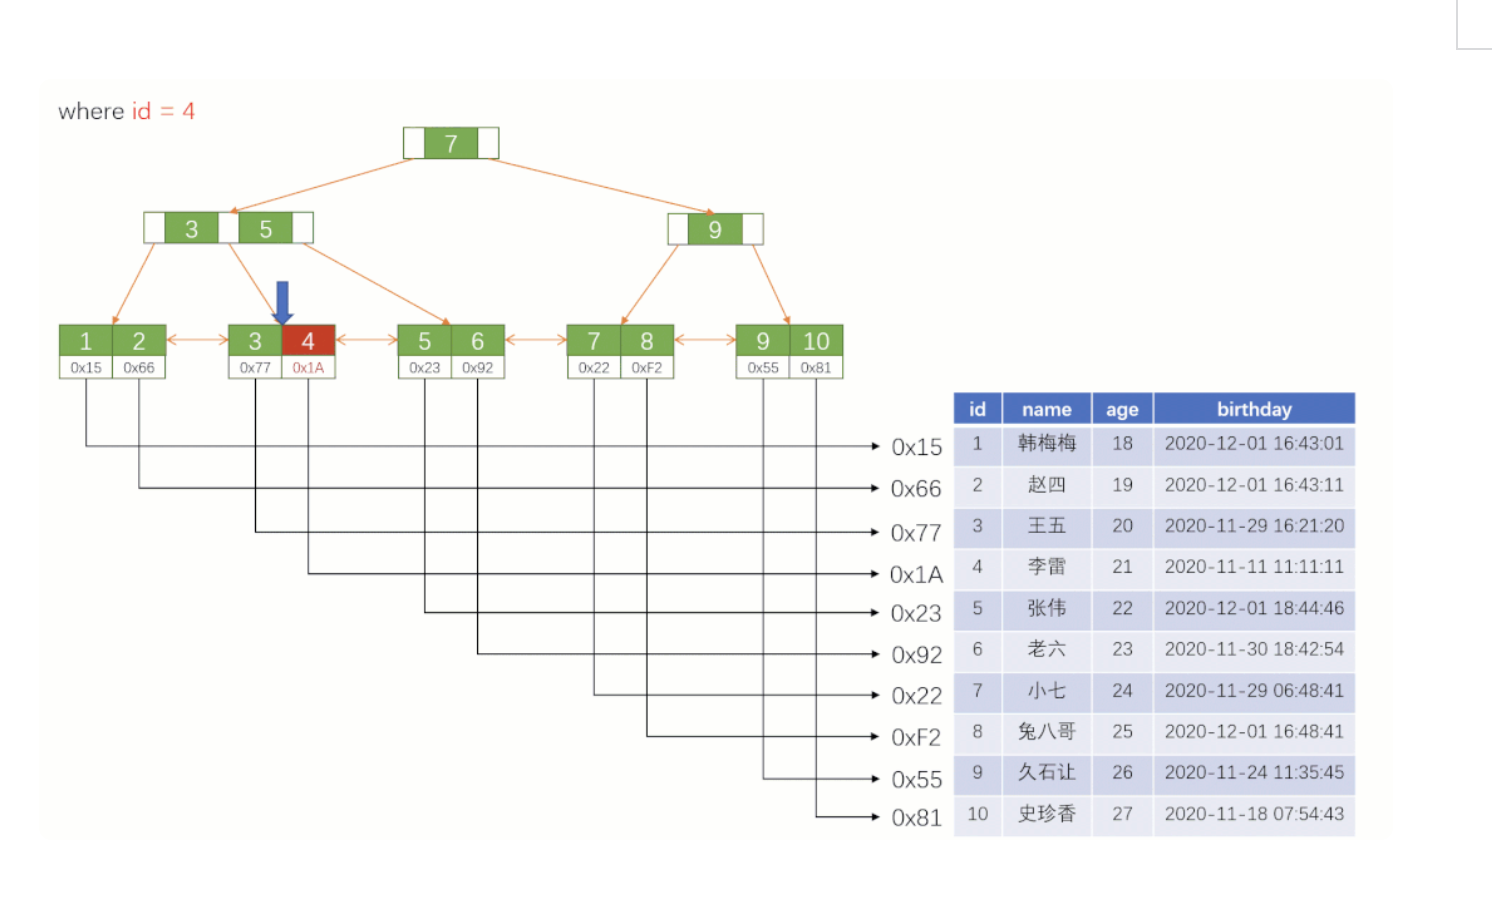 where id = 4
7
3 5
9
1 2 3 4 5 6 7 8 9 10
0x15 0x66 0x77 0x1A 0x23 0x92 0x22 0xF2 0x55 0x81
id name age birthday
0x15 1 韩梅梅 18 2020-12-01 16:43:01
0x66 2 赵四 19 2020-12-01 16:43:11
0x77 3 王五 20 2020-11-29 16:21:20
0x1A 4 李雷 21 2020-11-11 11:11:11
0x23 5 张伟 22 2020-12-01 18:44:46
0x92 6 老六 23 2020-11-30 18:42:54
0x22 7 小七 24 2020-11-29 06:48:41
0xF2 8 兔八哥 25 2020-12-01 16:48:41
0x55 9 久石让 26 2020-11-24 11:35:45
0x81 10 史珍香 27 2020-11-18 07:54:43